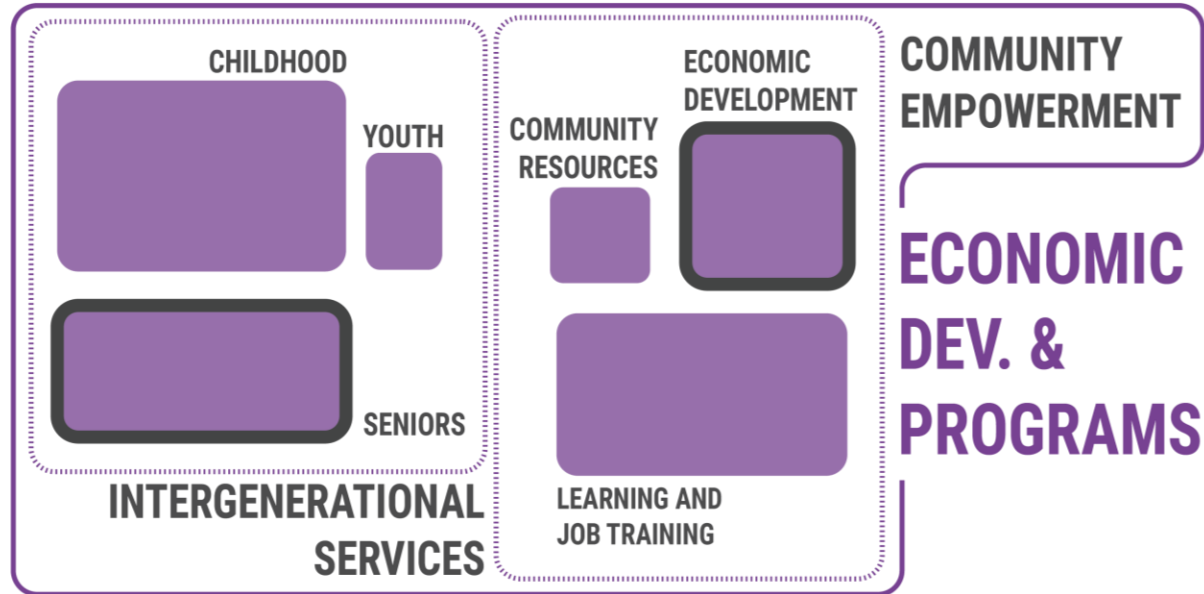 CHILDHOOD
YOUTH
SENIORS
INTERGENERATIONAL
SERVICES
ECONOMIC
DEVELOPMENT
COMMUNITY
RESOURCES
LEARNING AND
JOB TRAINING
COMMUNITY
EMPOWERMENT
ECONOMIC
DEV. &
PROGRAMS